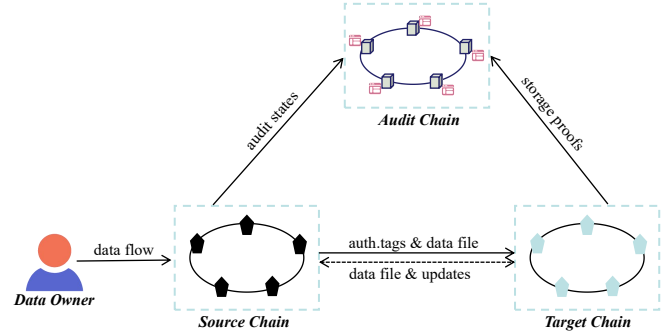 Audit Chain
audit states
storage proofs
data flow
auth.tags & data file
data file & updates
Data Owner
Source Chain
Target Chain